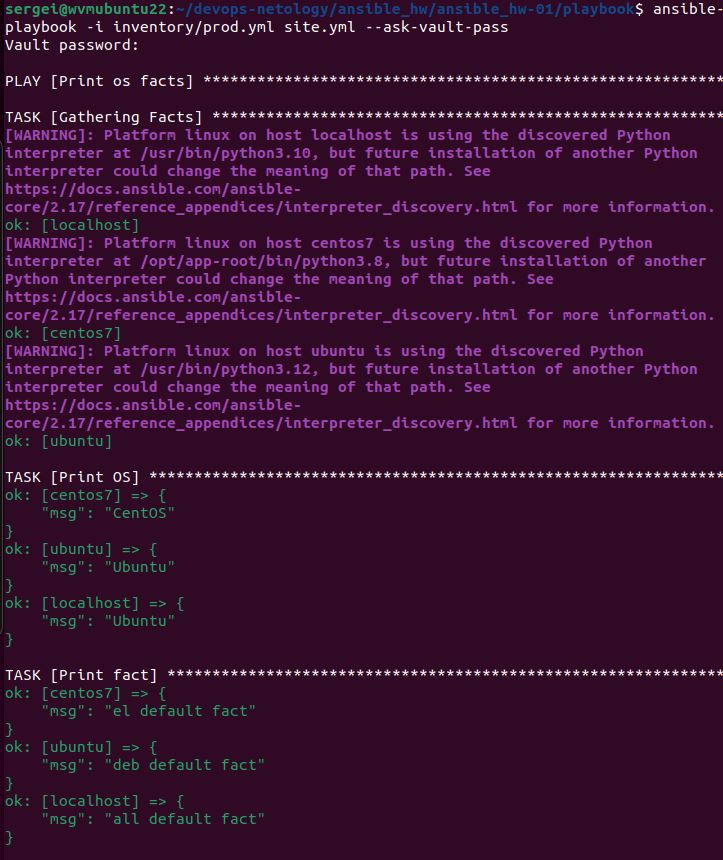 sergei@wvmubuntu22:~/devops-netology/ansible_hw/ansible_hw-01/playbook$ ansible-
playbook -i inventory/prod.yml site.yml --ask-vault-pass
Vault password:
PLAY [Print os facts] **********************************************************
TASK [Gathering Facts] *********************************************************
[WARNING]: Platform linux on host localhost is using the discovered Python
interpreter at /usr/bin/python3.10, but future installation of another Python
interpreter could change the meaning of that path. See
https://docs.ansible.com/ansible-
core/2.17/reference_appendices/interpreter_discovery.html for more information.
ok: [localhost]
[WARNING]: Platform linux on host centos7 is using the discovered Python
interpreter at /opt/app-root/bin/python3.8, but future installation of another
Python interpreter could change the meaning of that path. See
https://docs.ansible.com/ansible-
core/2.17/reference_appendices/interpreter_discovery.html for more information.
ok: [centos7]
[WARNING]: Platform linux on host ubuntu is using the discovered Python
interpreter at /usr/bin/python3.12, but future installation of another Python
interpreter could change the meaning of that path. See
https://docs.ansible.com/ansible-
core/2.17/reference_appendices/interpreter_discovery.html for more information.
ok: [ubuntu]
TASK [Print OS] ****************************************************************
ok: [centos7] => {
    "msg": "CentOS"
}
ok: [ubuntu] => {
    "msg": "Ubuntu"
}
ok: [localhost] => {
    "msg": "Ubuntu"
}
TASK [Print fact] **************************************************************
ok: [centos7] => {
    "msg": "el default fact"
}
ok: [ubuntu] => {
    "msg": "deb default fact"
}
ok: [localhost] => {
    "msg": "all default fact"
}